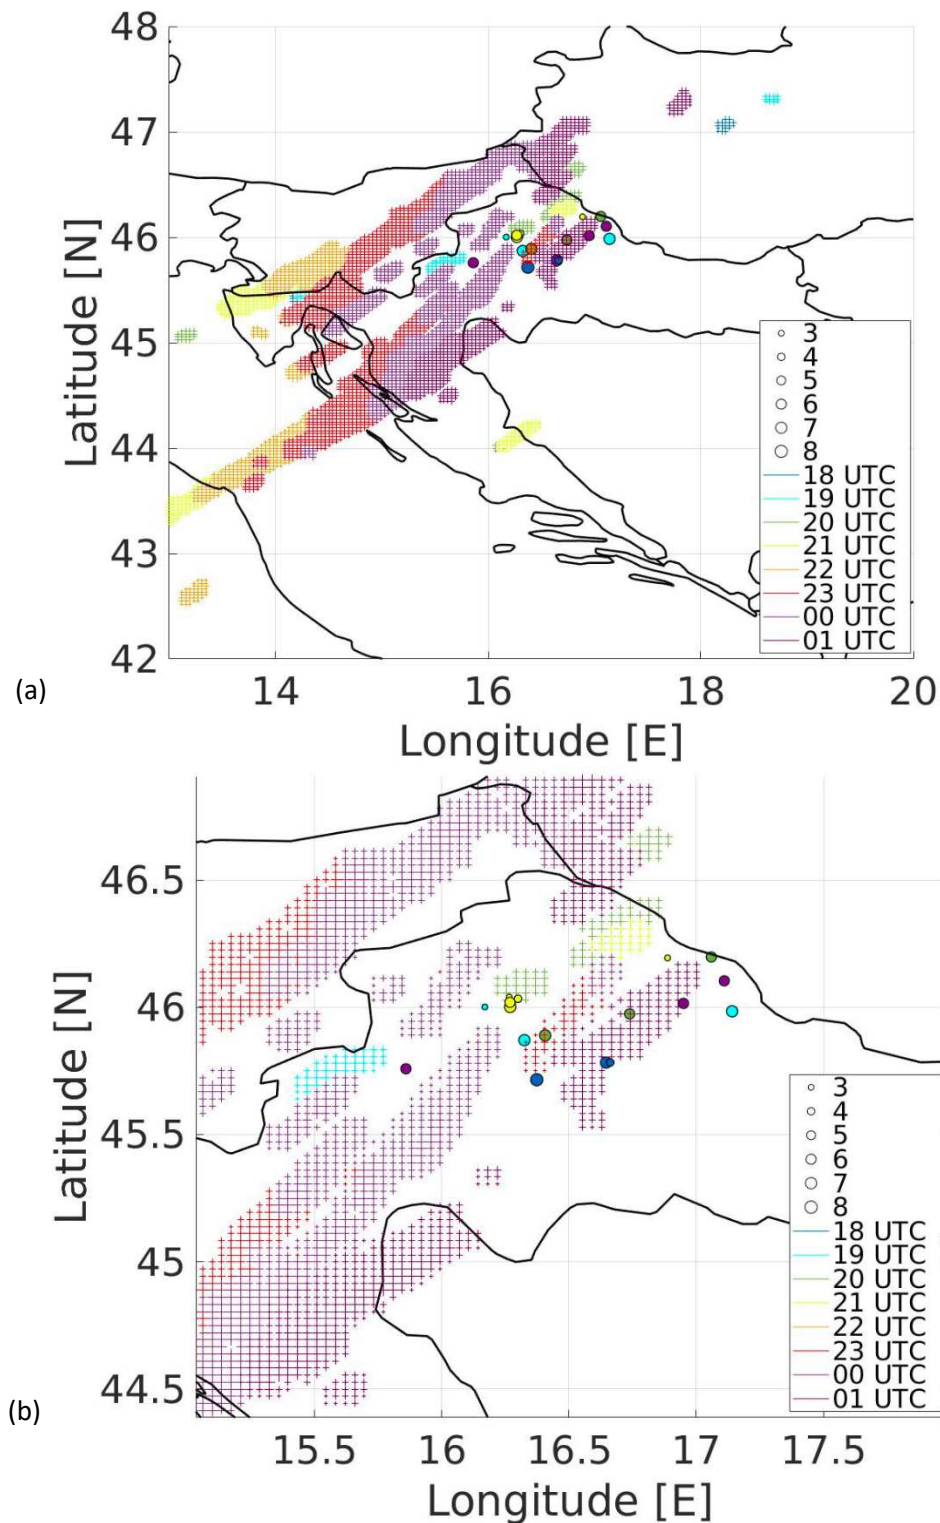 48
47
46
45
44
43
42
Latitude [N]
3
4
5
6
7
8
18 UTC
19 UTC
20 UTC
21 UTC
22 UTC
23 UTC
00 UTC
01 UTC
14
16
18
20
(a)
Longitude [E]
46.5
46
45.5
45
44.5
Latitude [N]
3
4
5
6
7
8
18 UTC
19 UTC
20 UTC
21 UTC
22 UTC
23 UTC
00 UTC
01 UTC
(b)
15.5
16
16.5
17
17.5
Longitude [E]